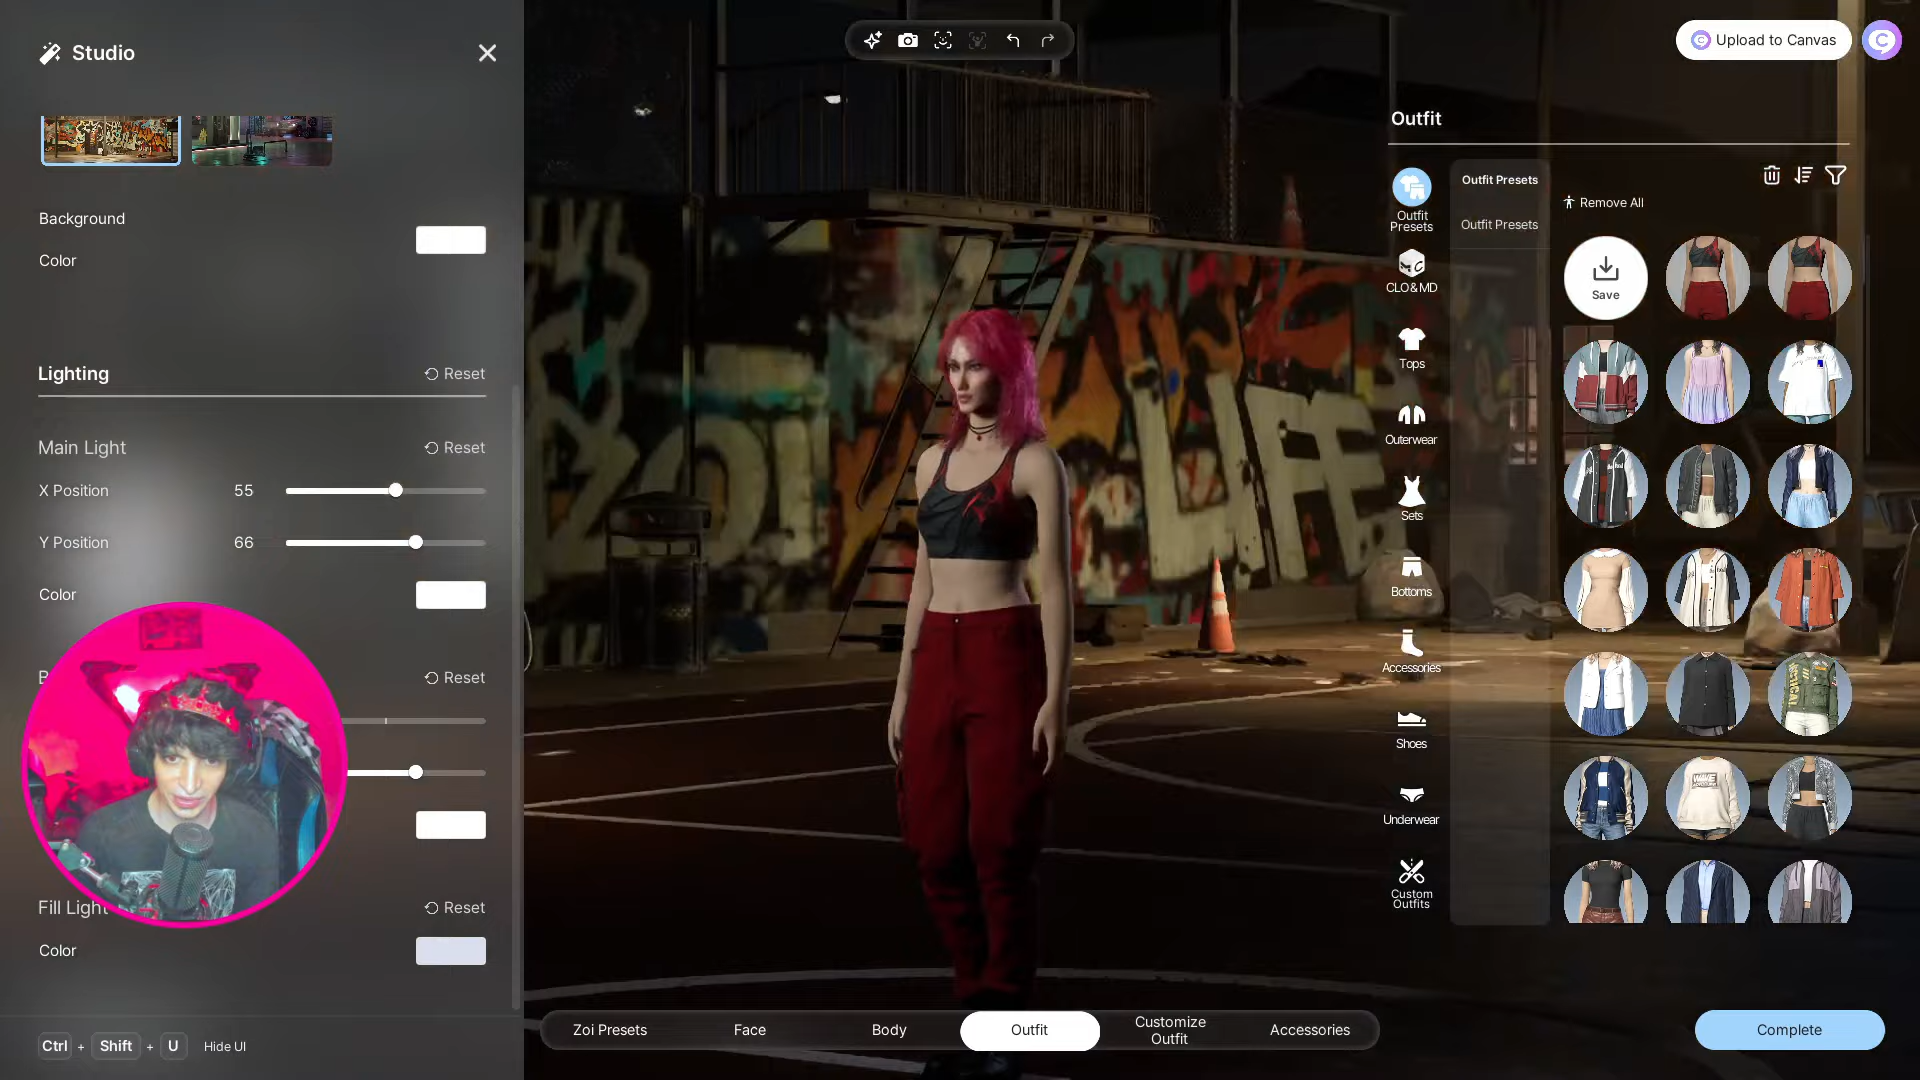 Studio
Upload to Canvas
Outfit
Background
Color
Lighting
Reset
Main Light
Reset
X Position
55
Y Position
66
Color
Reset
Fill Light
Reset
Color
Ctrl + Shift + U Hide UI
Outfit Presets
CLO&MD
Tops
Outerwear
Sets
Bottoms
Accessories
Shoes
Underwear
Custom Outfits
Outfit Presets
Outfit Presets
Remove All
Save
LIFE
Zoi Presets
Face
Body
Outfit
Customize Outfit
Accessories
Complete